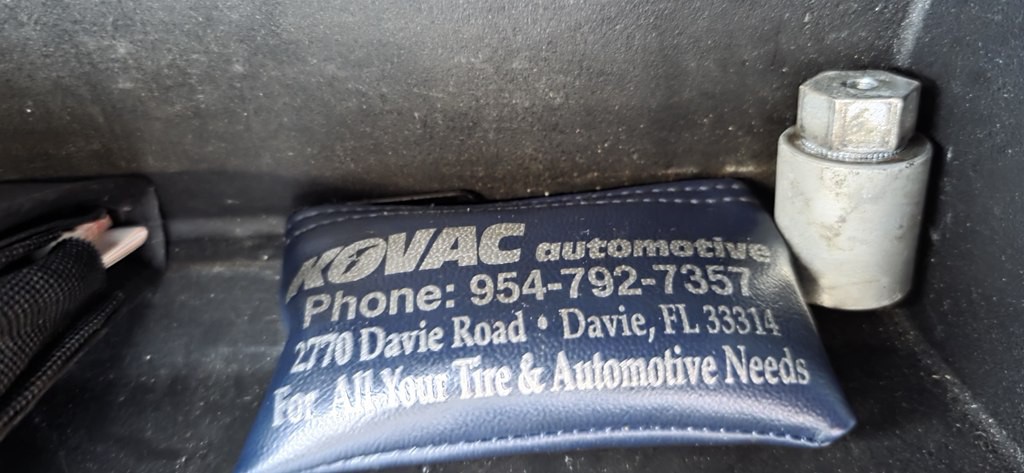 KOVAC automotive
Phone: 954-792-7357
2770 Davie Road • Davie, FL 33314
For All Your Tire & Automotive Needs